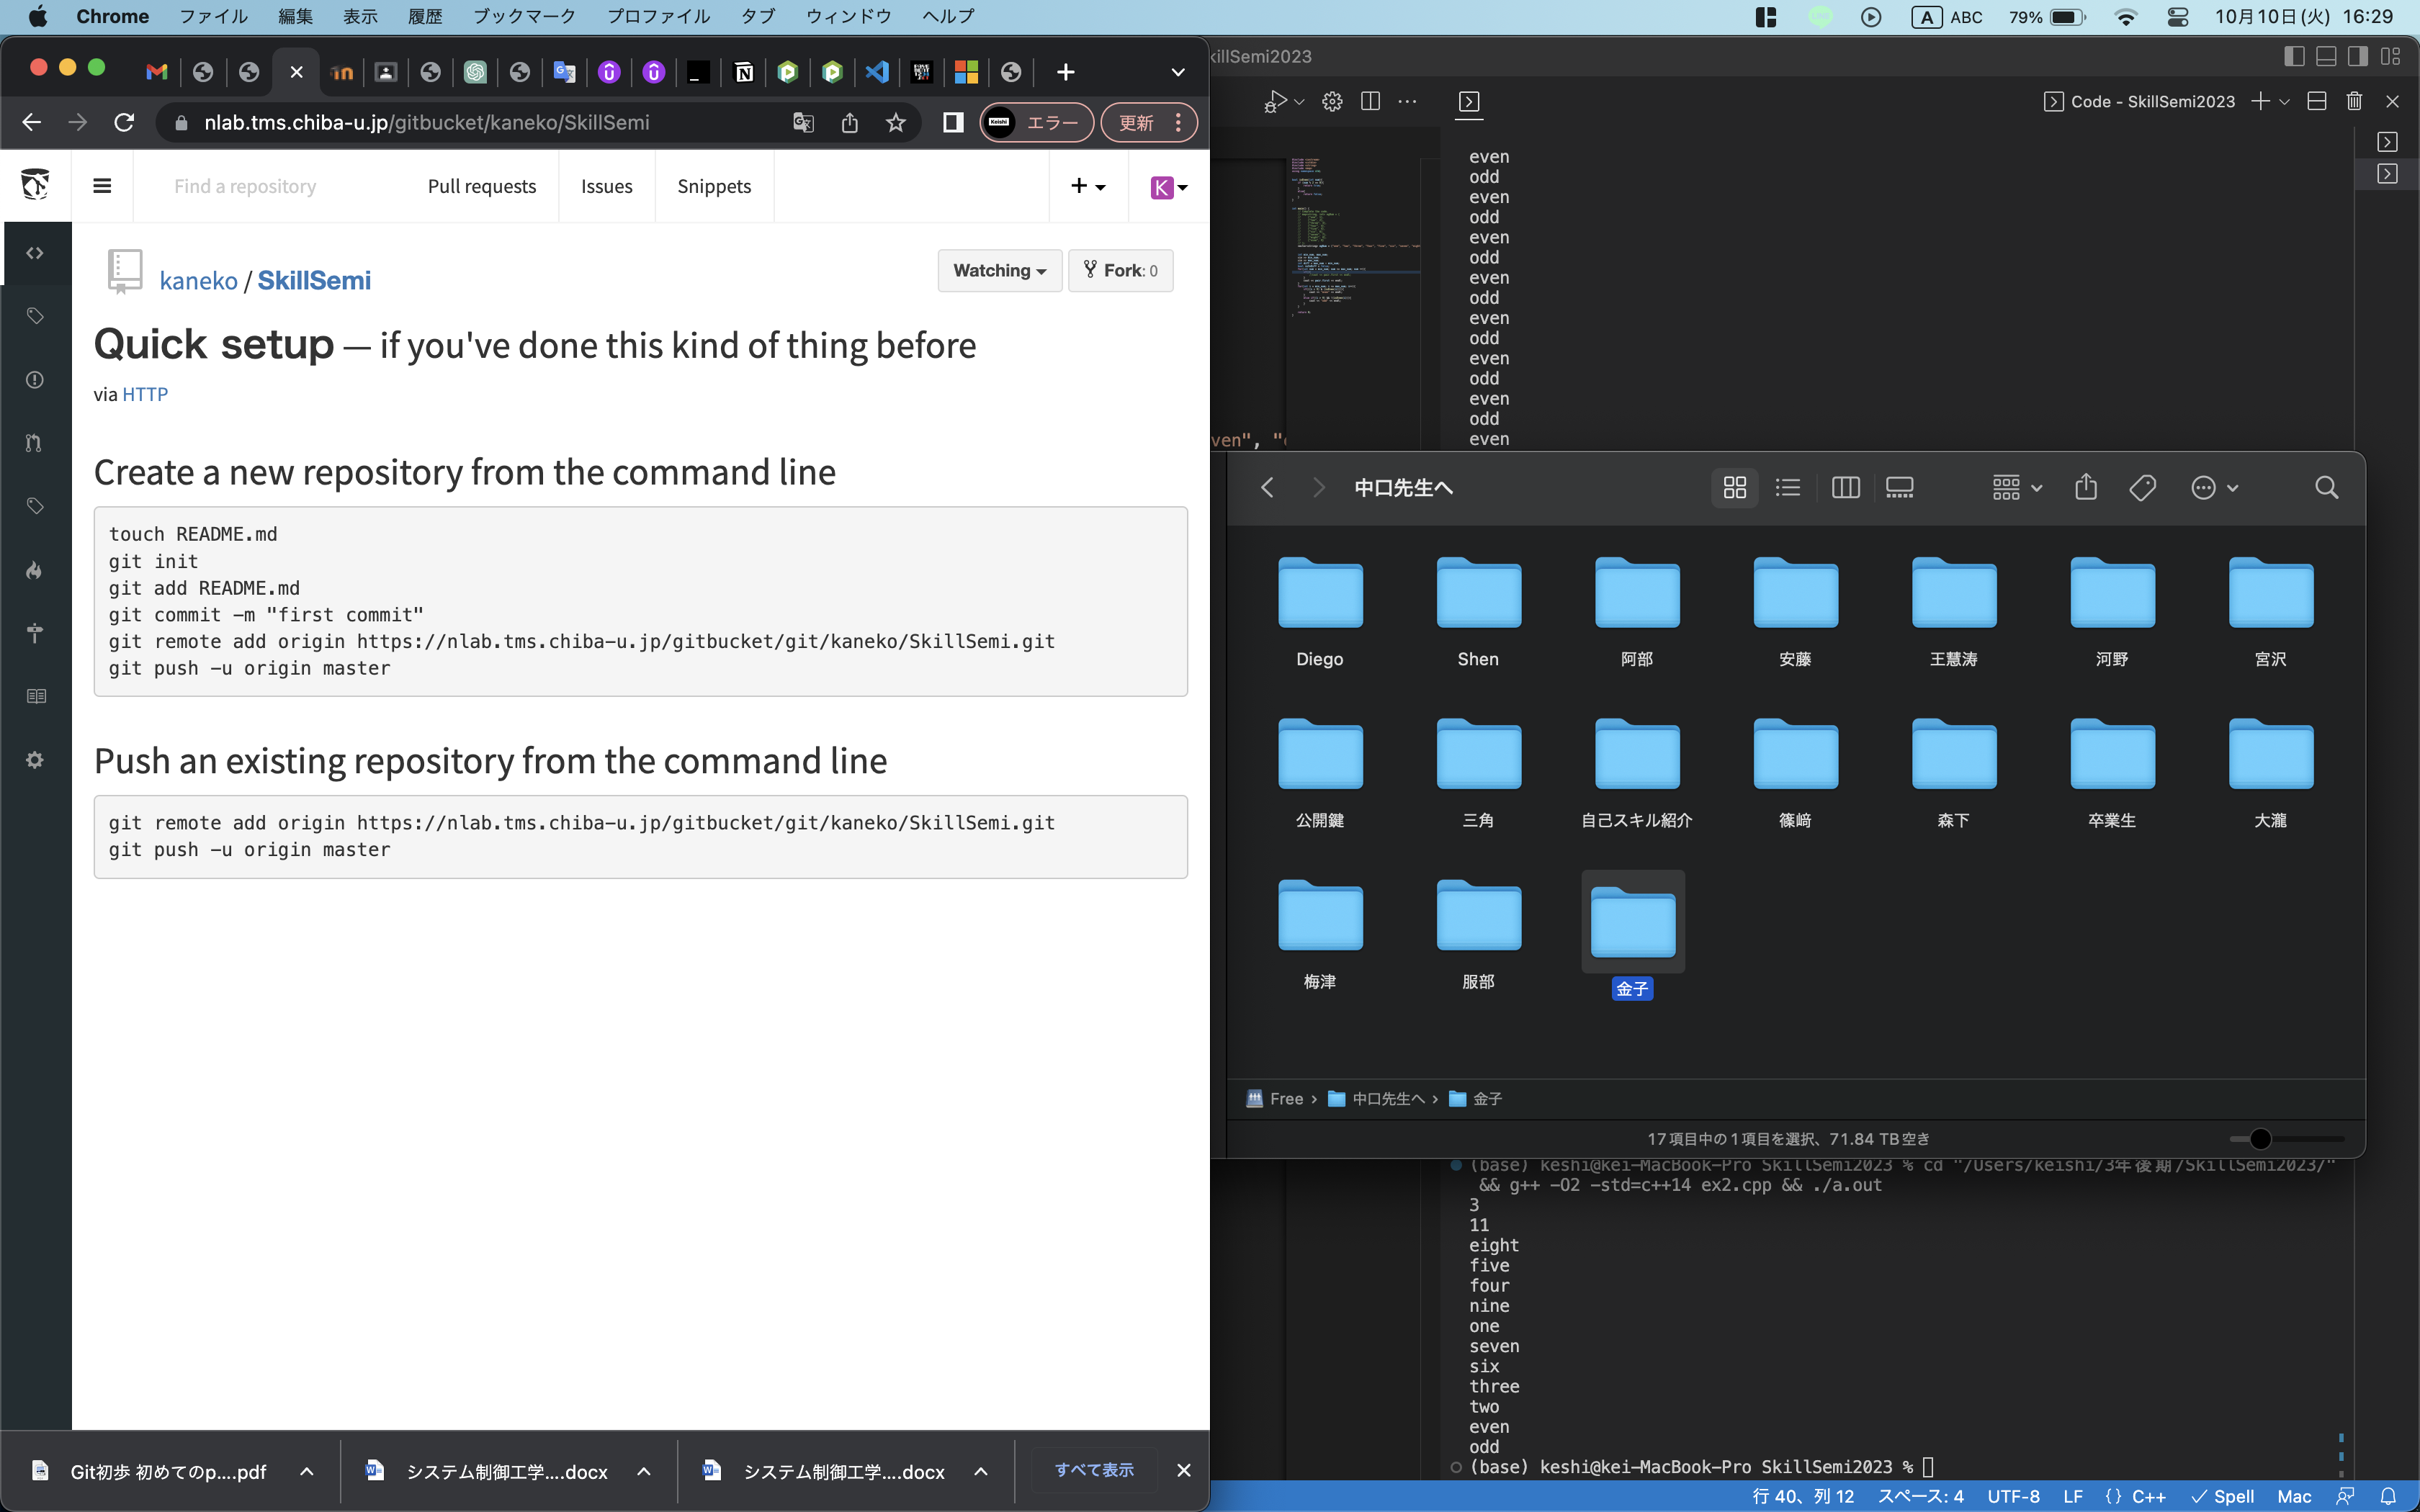 Chrome ファイル 編集 表示 履歴 ブックマーク プロファイル タブ ウィンドウ ヘルプ
A ABC 79% 10月10日(火) 16:29
nlab.tms.chiba-u.jp/gitbucket/kaneko/SkillSemi
Keishi エラー 更新
Find a repository Pull requests Issues Snippets
K
kaneko / SkillSemi
Watching Fork: 0
Quick setup — if you've done this kind of thing before
via HTTP
Create a new repository from the command line
touch README.md
git init
git add README.md
git commit -m "first commit"
git remote add origin https://nlab.tms.chiba-u.jp/gitbucket/git/kaneko/SkillSemi.git
git push -u origin master
Push an existing repository from the command line
git remote add origin https://nlab.tms.chiba-u.jp/gitbucket/git/kaneko/SkillSemi.git
git push -u origin master
Git初歩 初めてのp....pdf
システム制御工学....docx
システム制御工学....docx
すべて表示
killSemi2023
Code - SkillSemi2023
ven", "
even
odd
even
odd
even
odd
even
odd
even
odd
even
odd
even
odd
even
中口先生へ
Diego Shen 阿部 安藤 王慧涛 河野 宮沢
公開鍵 三角 自己スキル紹介 篠﨑 森下 卒業生 大瀧
梅津 服部 金子
Free › 中口先生へ › 金子
17項目中の1項目を選択、71.84 TB空き
(base) keshi@kei-MacBook-Pro SkillSemi2023 % cd "/Users/keishi/3年後期/SkillSemi2023/"
&& g++ -O2 -std=c++14 ex2.cpp && ./a.out
3
11
eight
five
four
nine
one
seven
six
three
two
even
odd
(base) keshi@kei-MacBook-Pro SkillSemi2023 %
行 40、列 12 スペース: 4 UTF-8 LF {} C++ Spell Mac